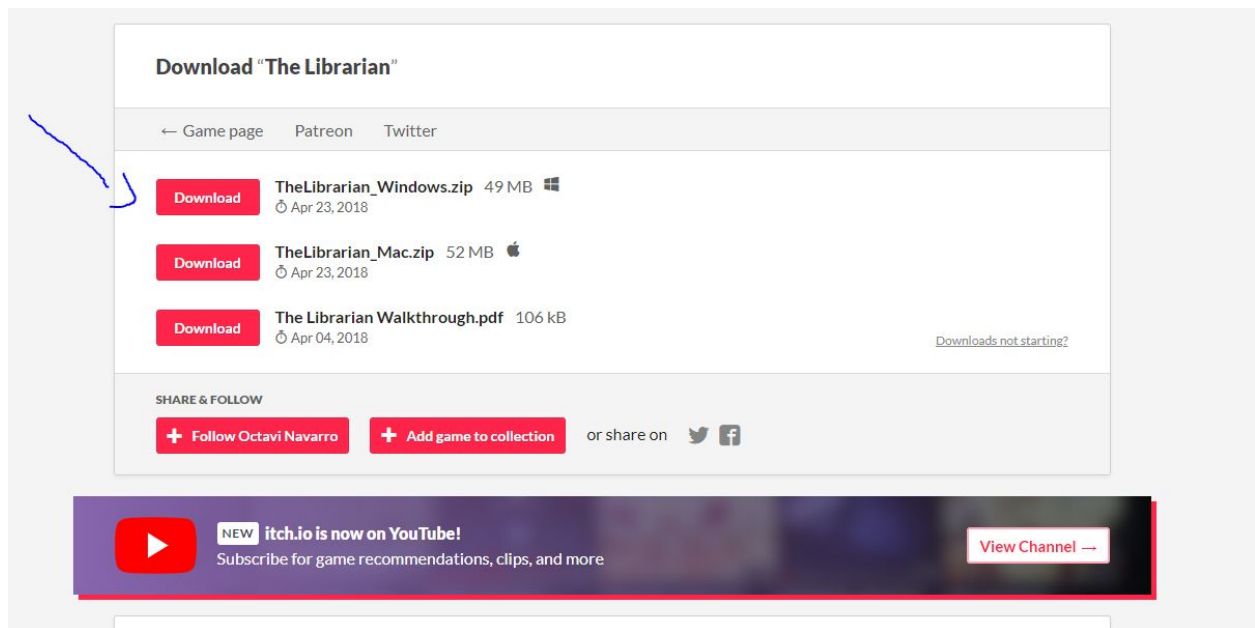 Download “The Librarian”
← Game page Patreon Twitter
Download TheLibrarian_Windows.zip 49 MB
Apr 23, 2018
Download TheLibrarian_Mac.zip 52 MB
Apr 23, 2018
Download The Librarian Walkthrough.pdf 106 kB
Apr 04, 2018
Downloads not starting?
SHARE & FOLLOW
+ Follow Octavi Navarro + Add game to collection or share on
NEW itch.io is now on YouTube!
Subscribe for game recommendations, clips, and more
View Channel →